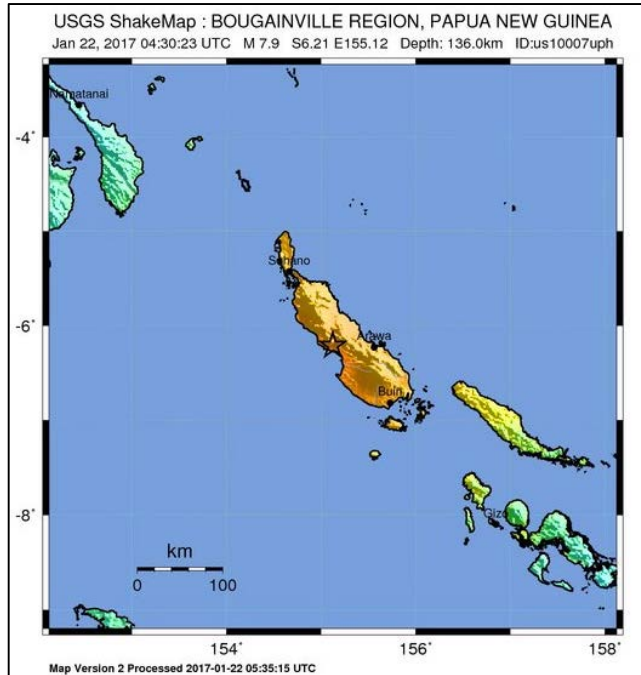 USGS ShakeMap : BOUGAINVILLE REGION, PAPUA NEW GUINEA
Jan 22, 2017 04:30:23 UTC M 7.9 S6.21 E155.12 Depth: 136.0km ID:us10007uph
Namatanai
-4°
Sohano
-6°
Arawa
Buin
-8°
Gizo
km
0 100
154° 156° 158°
Map Version 2 Processed 2017-01-22 05:35:15 UTC